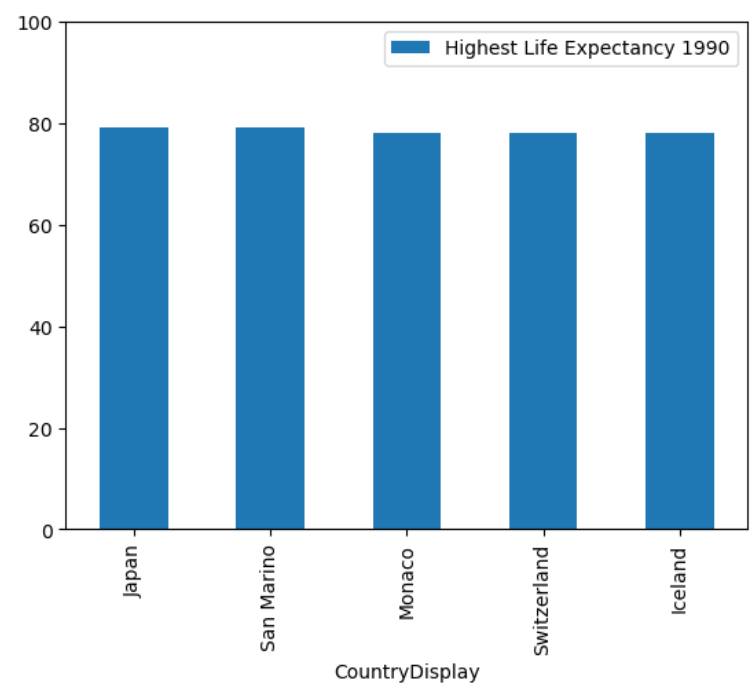 100
80
60
40
20
0
Highest Life Expectancy 1990
Japan
San Marino
Monaco
Switzerland
Iceland
CountryDisplay